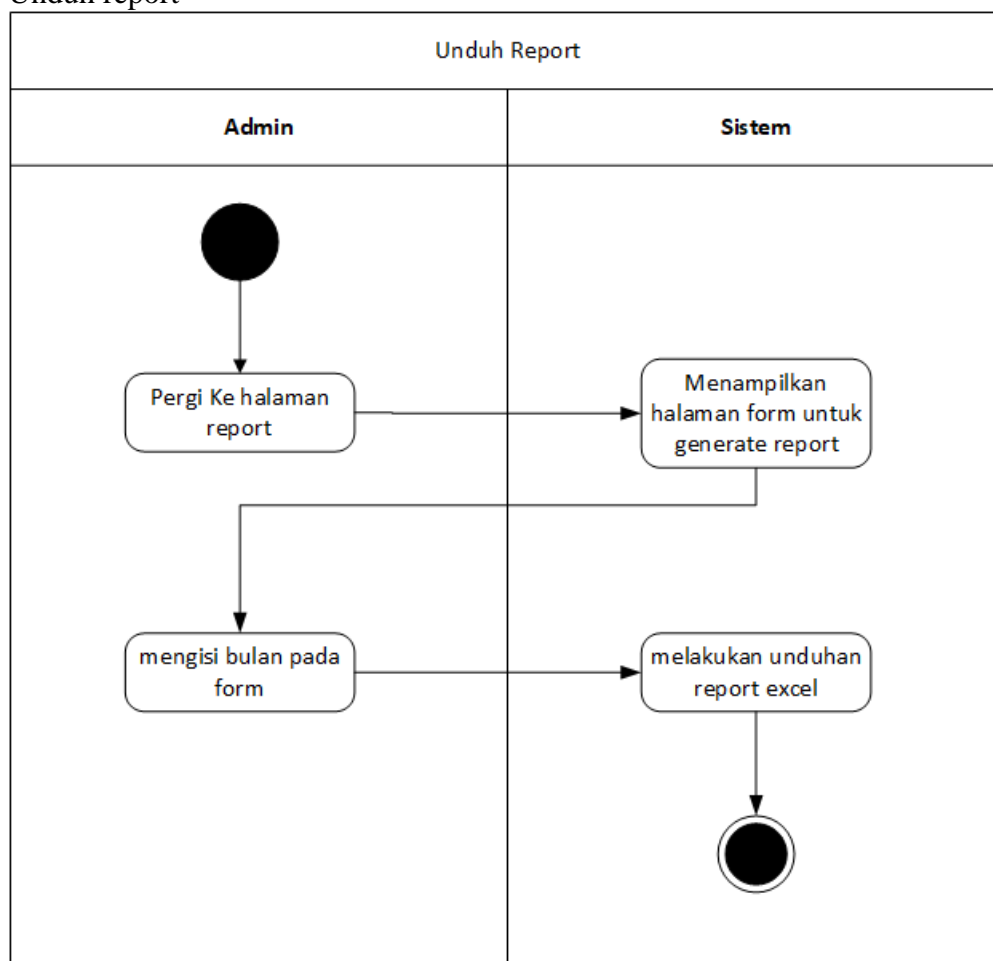 Unduh report
Unduh Report
Admin
Sistem
Pergi Ke halaman
report
Menampilkan
halaman form untuk
generate report
mengisi bulan pada
form
melakukan unduhan
report excel